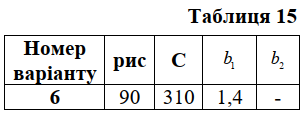 Таблиця 15
Номер варіанту рис С b₁ b₂
6 90 310 1,4 -